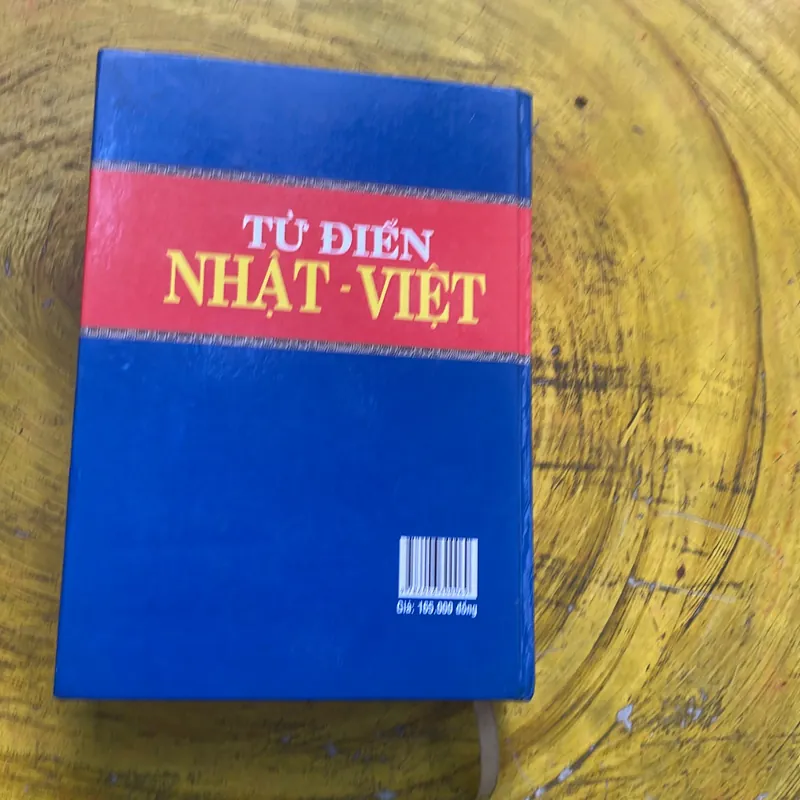 TỪ ĐIỂN
NHẬT - VIỆT
Giá: 165.000 đồng